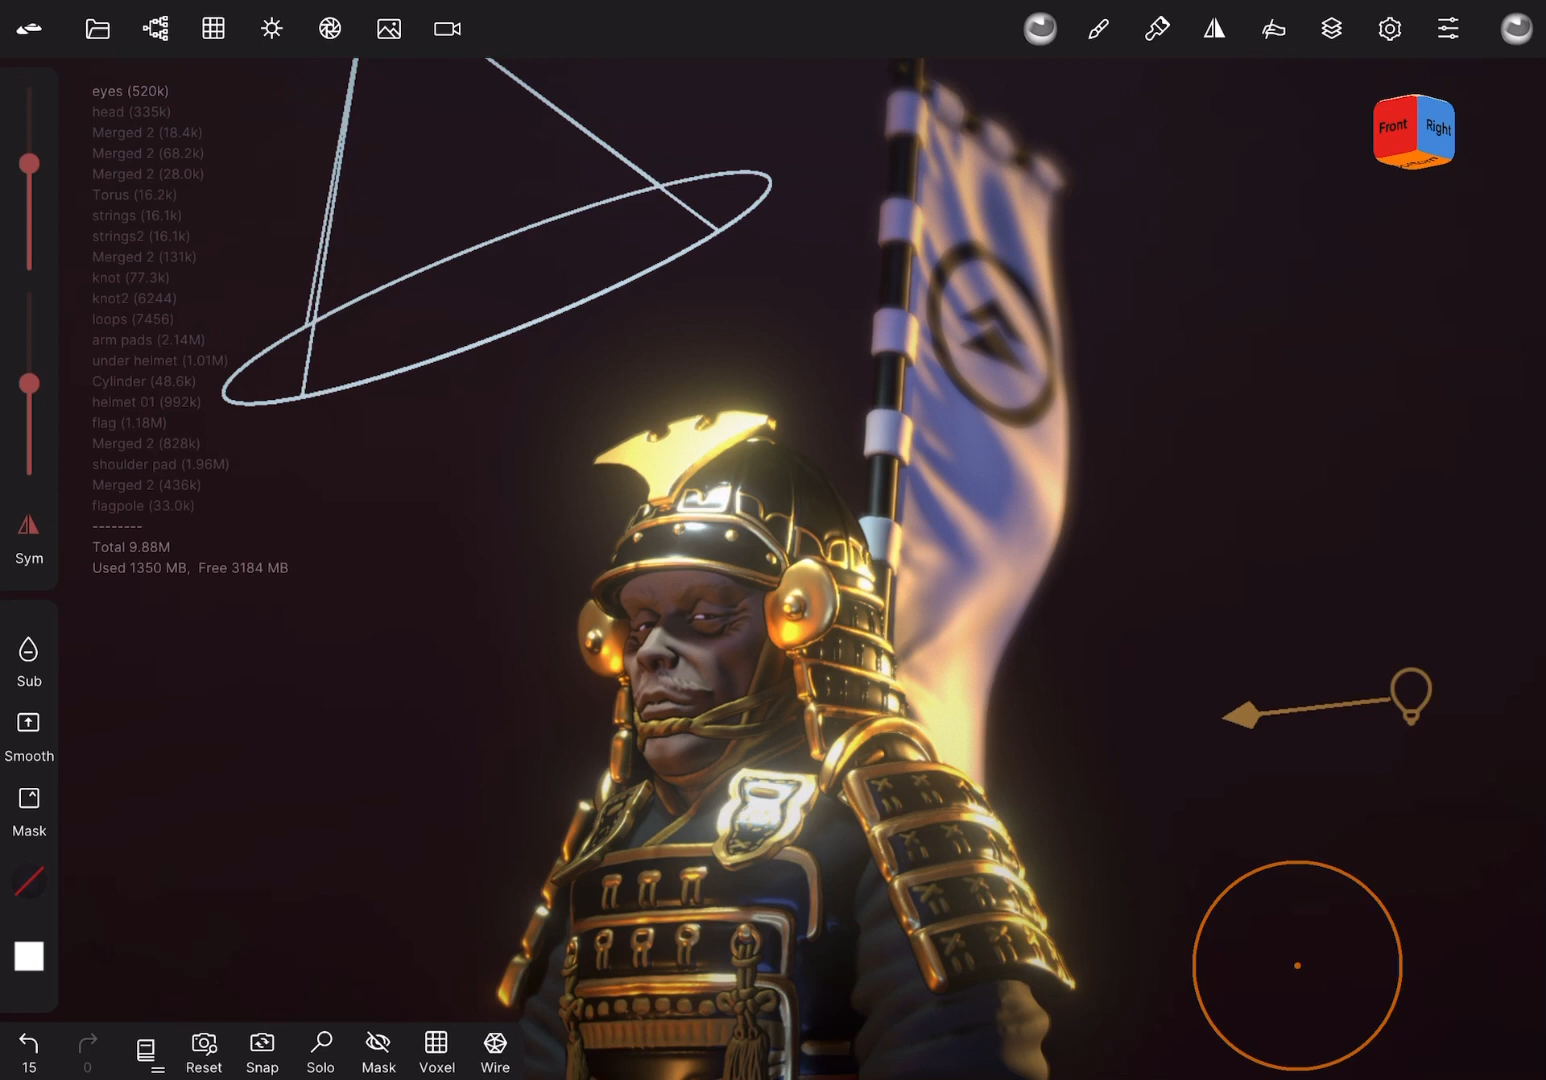 eyes (520k)
head (335k)
Merged 2 (18.4k)
Merged 2 (68.2k)
Merged 2 (28.0k)
Torus (16.2k)
strings (16.1k)
strings2 (16.1k)
Merged 2 (131k)
knot (77.3k)
knot2 (6244)
loops (7456)
arm pads (2.14M)
under helmet (1.01M)
Cylinder (48.6k)
helmet 01 (992k)
flag (1.18M)
Merged 2 (828k)
shoulder pad (1.96M)
Merged 2 (436k)
flagpole (33.0k)
--------
Total 9.88M
Used 1350 MB, Free 3184 MB
Front Right
Bottom
Sym
Sub
Smooth
Mask
15 0 Reset Snap Solo Mask Voxel Wire